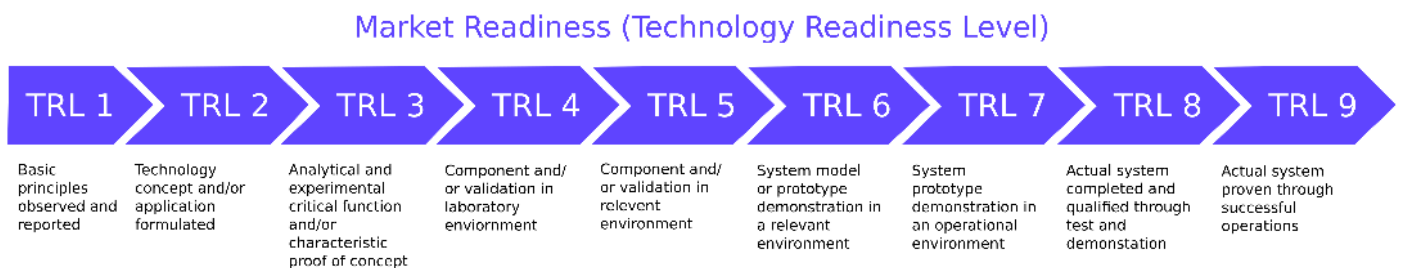 Market Readiness (Technology Readiness Level)
TRL 1
TRL 2
TRL 3
TRL 4
TRL 5
TRL 6
TRL 7
TRL 8
TRL 9
Basic
principles
observed and
reported
Technology
concept and/or
application
formulated
Analytical and
experimental
critical function
and/or
characteristic
proof of concept
Component and/
or validation in
laboratory
enviornment
Component and/
or validation in
relevent
environment
System model
or prototype
demonstration in
a relevant
environment
System
prototype
demonstration in
an operational
environment
Actual system
completed and
qualified through
test and
demonstation
Actual system
proven through
successful
operations